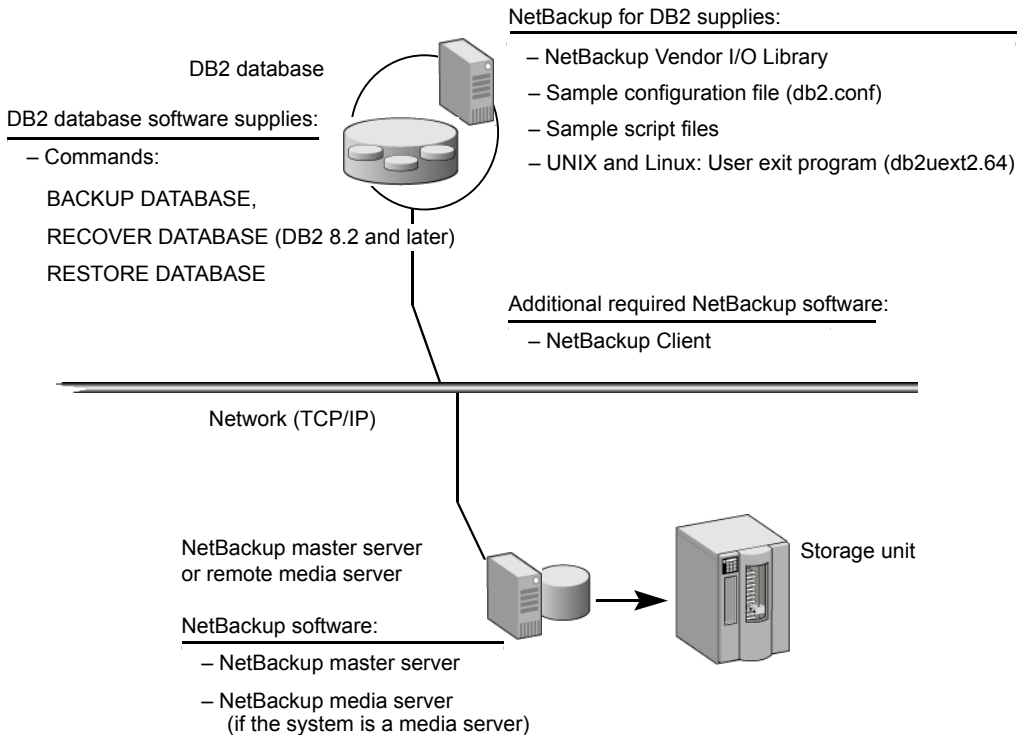 NetBackup for DB2 supplies:
– NetBackup Vendor I/O Library
– Sample configuration file (db2.conf)
– Sample script files
– UNIX and Linux: User exit program (db2uext2.64)
DB2 database
DB2 database software supplies:
– Commands:
BACKUP DATABASE,
RECOVER DATABASE (DB2 8.2 and later)
RESTORE DATABASE
Additional required NetBackup software:
– NetBackup Client
Network (TCP/IP)
NetBackup master server
or remote media server
Storage unit
NetBackup software:
– NetBackup master server
– NetBackup media server
(if the system is a media server)